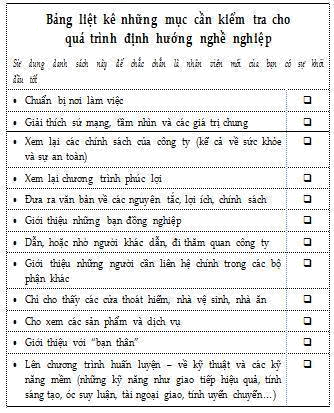 Bảng liệt kê những mục cần kiểm tra cho
quá trình định hướng nghề nghiệp
Sử dụng danh sách này để chắc chắn là nhân viên mới của bạn có sự khởi
đầu tốt
• Chuẩn bị nơi làm việc ❑
• Giải thích sứ mạng, tầm nhìn và các giá trị chung ❑
• Xem lại các chính sách của công ty (kể cả về sức khỏe ❑
và sự an toàn)
• Xem lại chương trình phúc lợi ❑
• Đưa ra văn bản về các nguyên tắc, lợi ích, chính sách ❑
• Giới thiệu những bạn đồng nghiệp ❑
• Dẫn, hoặc nhờ người khác dẫn, đi thăm quan công ty ❑
• Giới thiệu những người cần liên hệ chính trong các bộ ❑
phận khác
• Chỉ cho thấy các cửa thoát hiểm, nhà vệ sinh, nhà ăn ❑
• Cho xem các sản phẩm và dịch vụ ❑
• Giới thiệu với "bạn thân" ❑
• Lên chương trình huấn luyện – về kỹ thuật và các kỹ ❑
năng mềm (những kỹ năng như giao tiếp hiệu quả, tính
sáng tạo, óc suy luận, tài ngoại giao, tính uyển chuyển...)